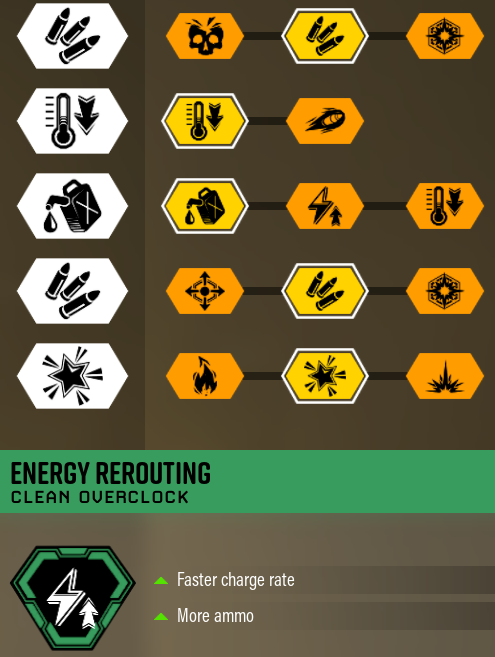 ENERGY REROUTING
CLEAN OVERCLOCK
Faster charge rate
More ammo